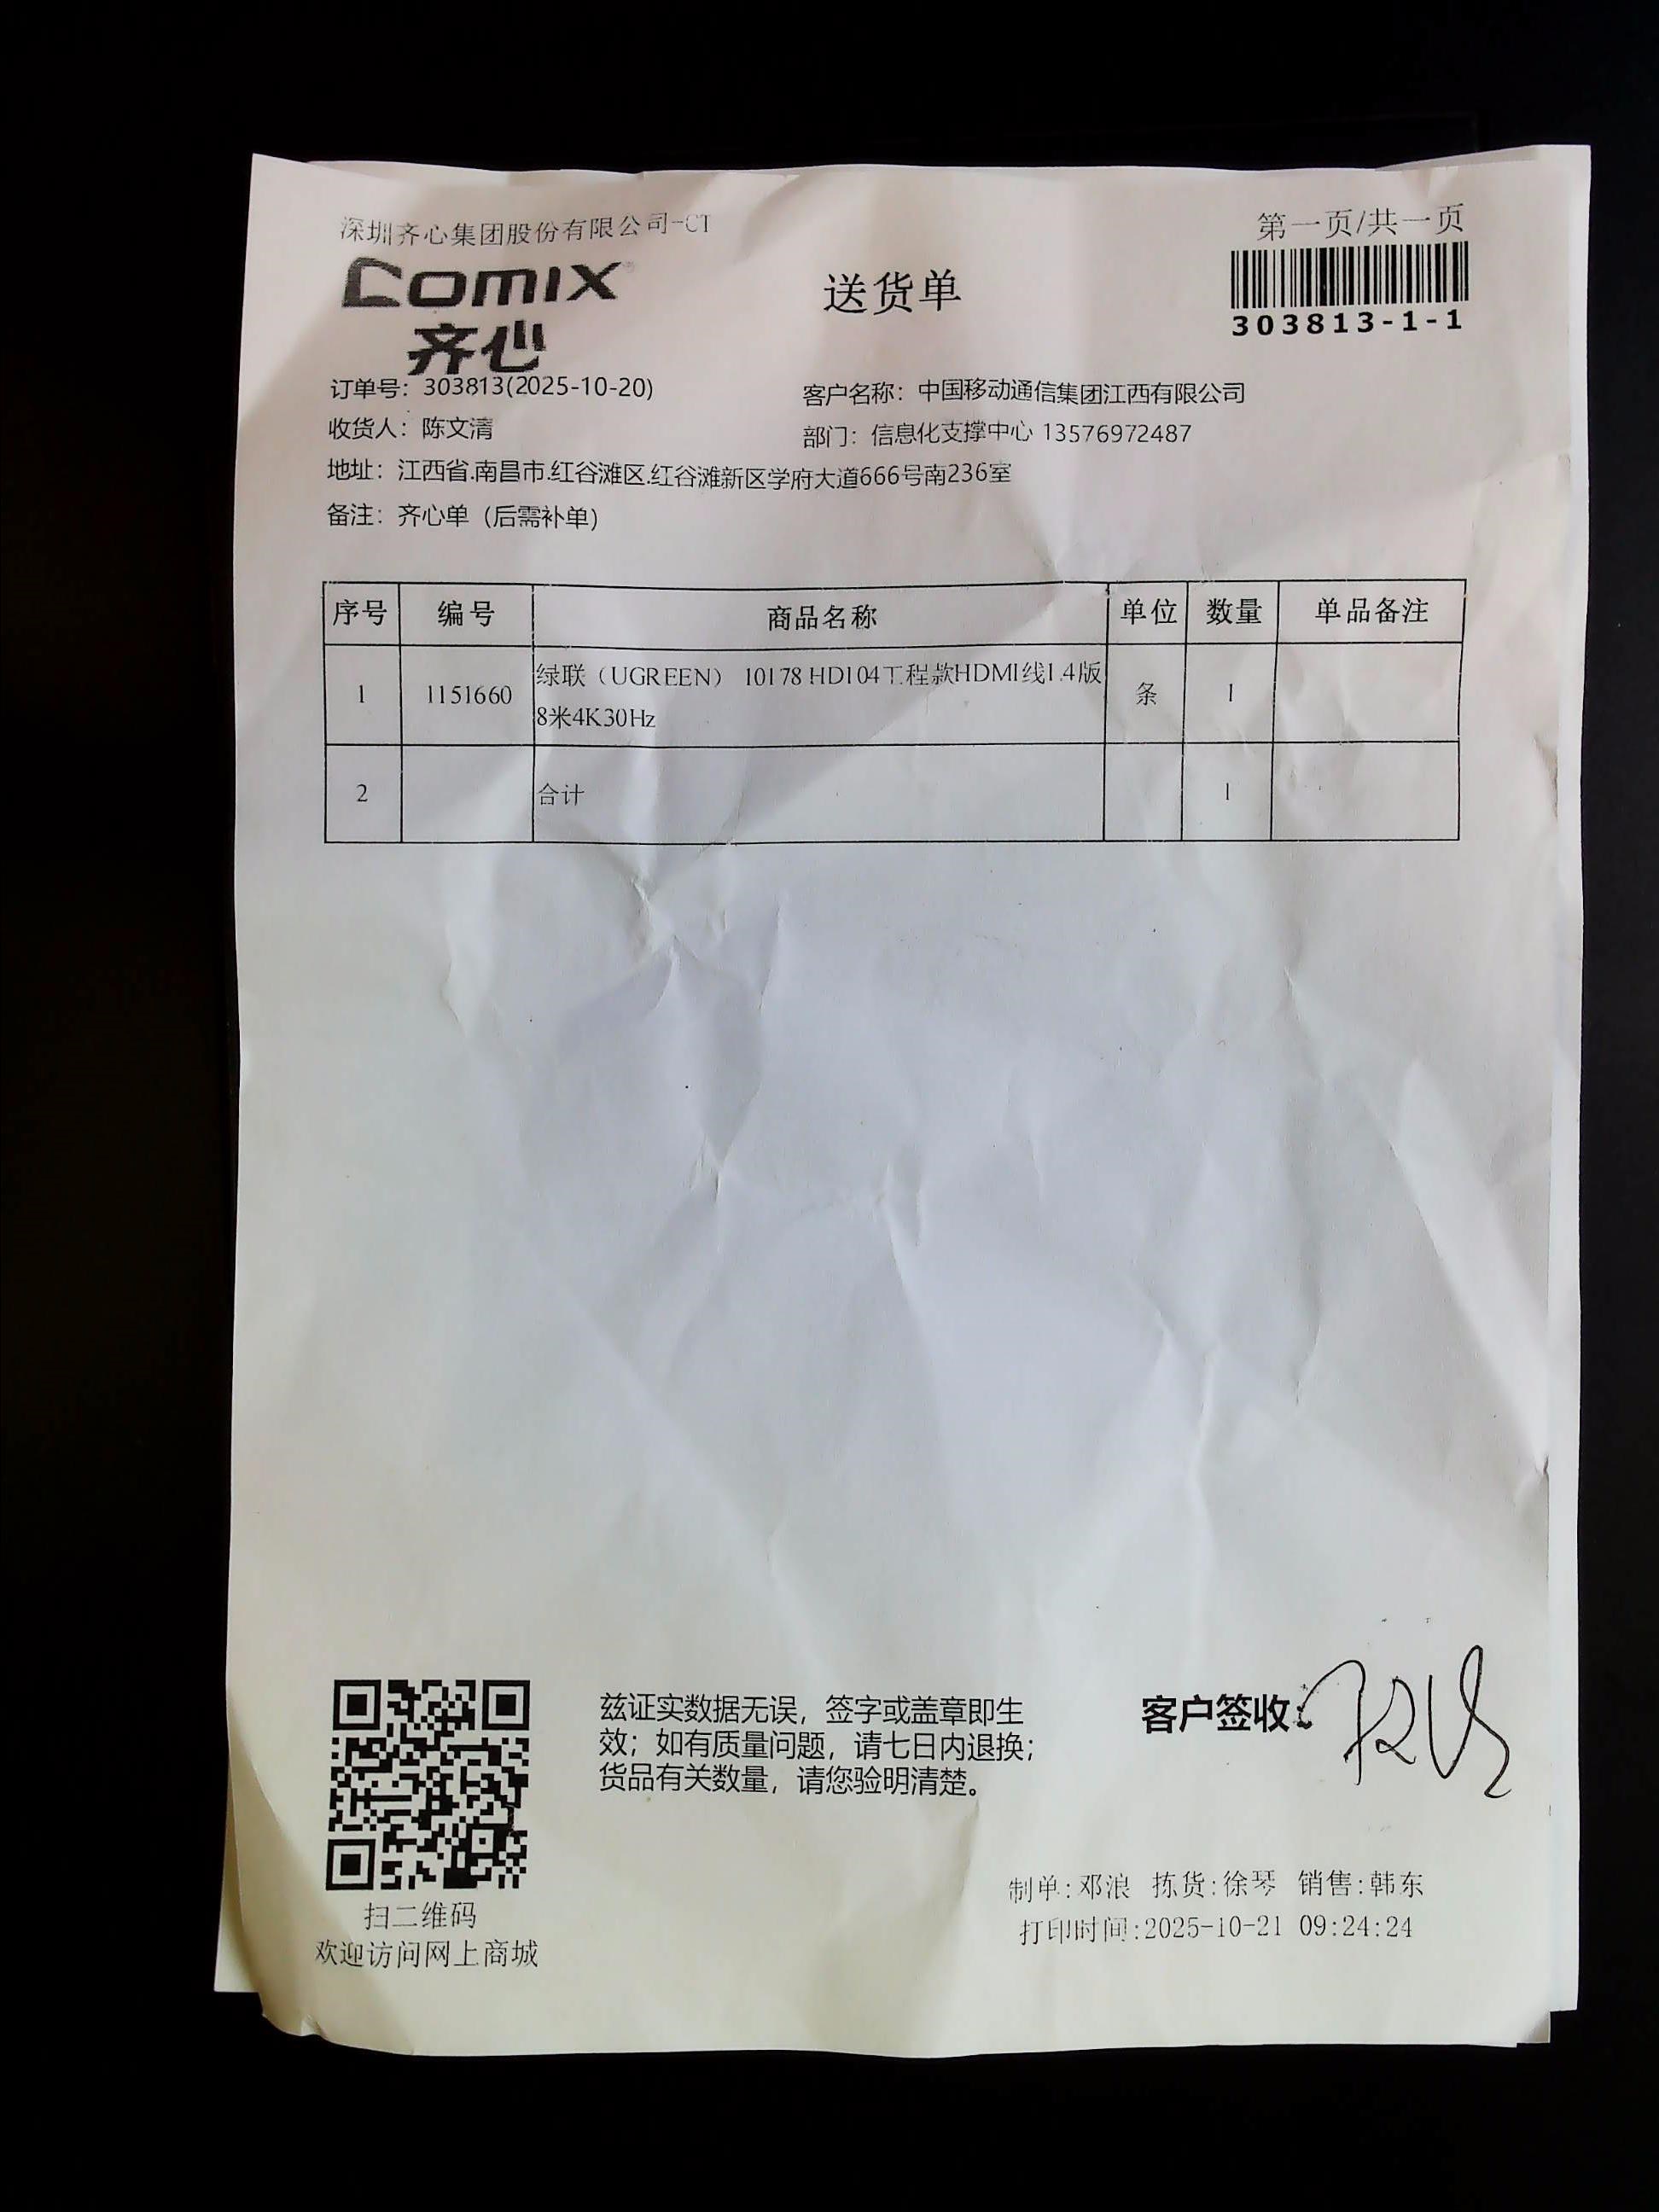 深圳齐心集团股份有限公司-CT
第一页/共一页
COMIX
齐心
送货单
303813-1-1
订单号：303813(2025-10-20)
客户名称：中国移动通信集团江西有限公司
收货人：陈文清
部门：信息化支撑中心 13576972487
地址：江西省.南昌市.红谷滩区.红谷滩新区学府大道666号南236室
备注：齐心单（后需补单）
序号 编号 商品名称 单位 数量 单品备注
1 1151660 绿联（UGREEN） 10178 HD104工程款HDMI线1.4版 条 1
8米4K30Hz
2 合计 1
兹证实数据无误，签字或盖章即生
效；如有质量问题，请七日内退换；
货品有关数量，请您验明清楚。
客户签收：
扫二维码
欢迎访问网上商城
制单:邓浪 拣货:徐琴 销售:韩东
打印时间:2025-10-21 09:24:24